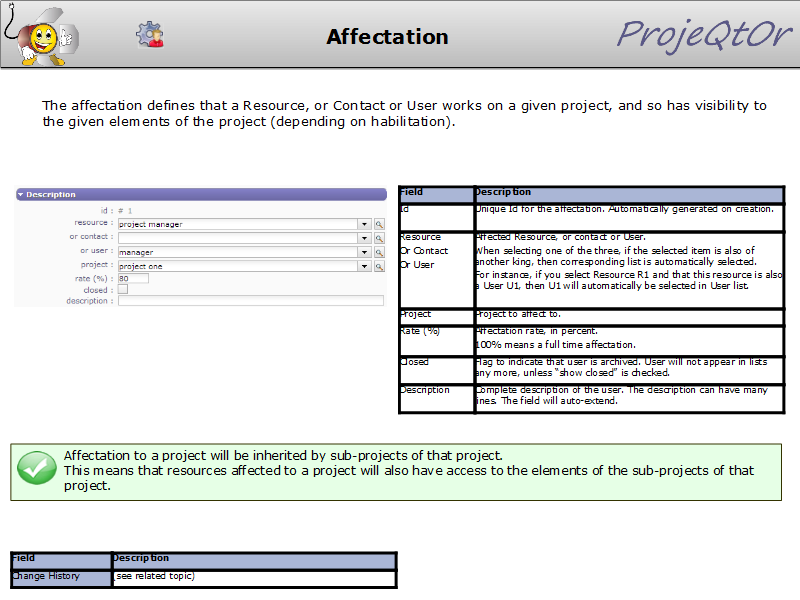 Affectation
ProjeQtOr
The affectation defines that a Resource, or Contact or User works on a given project, and so has visibility to
the given elements of the project (depending on habilitation).
Description
id : # 1
resource : project manager
or contact :
or user : manager
project : project one
rate (%) : 80
closed :
description :
Field Description
Id Unique Id for the affectation. Automatically generated on creation.
Resource Affected Resource, or contact or User.
Or Contact When selecting one of the three, if the selected item is also of
Or User another king, then corresponding list is automatically selected.
For instance, if you select Resource R1 and that this resource is also
a User U1, then U1 will automatically be selected in User list.
Project Project to affect to.
Rate (%) Affectation rate, in percent.
100% means a full time affectation.
Closed Flag to indicate that user is archived. User will not appear in lists
any more, unless “show closed” is checked.
Description Complete description of the user. The description can have many
lines. The field will auto-extend.
Affectation to a project will be inherited by sub-projects of that project.
This means that resources affected to a project will also have access to the elements of the sub-projects of that
project.
Field Description
Change History (see related topic)